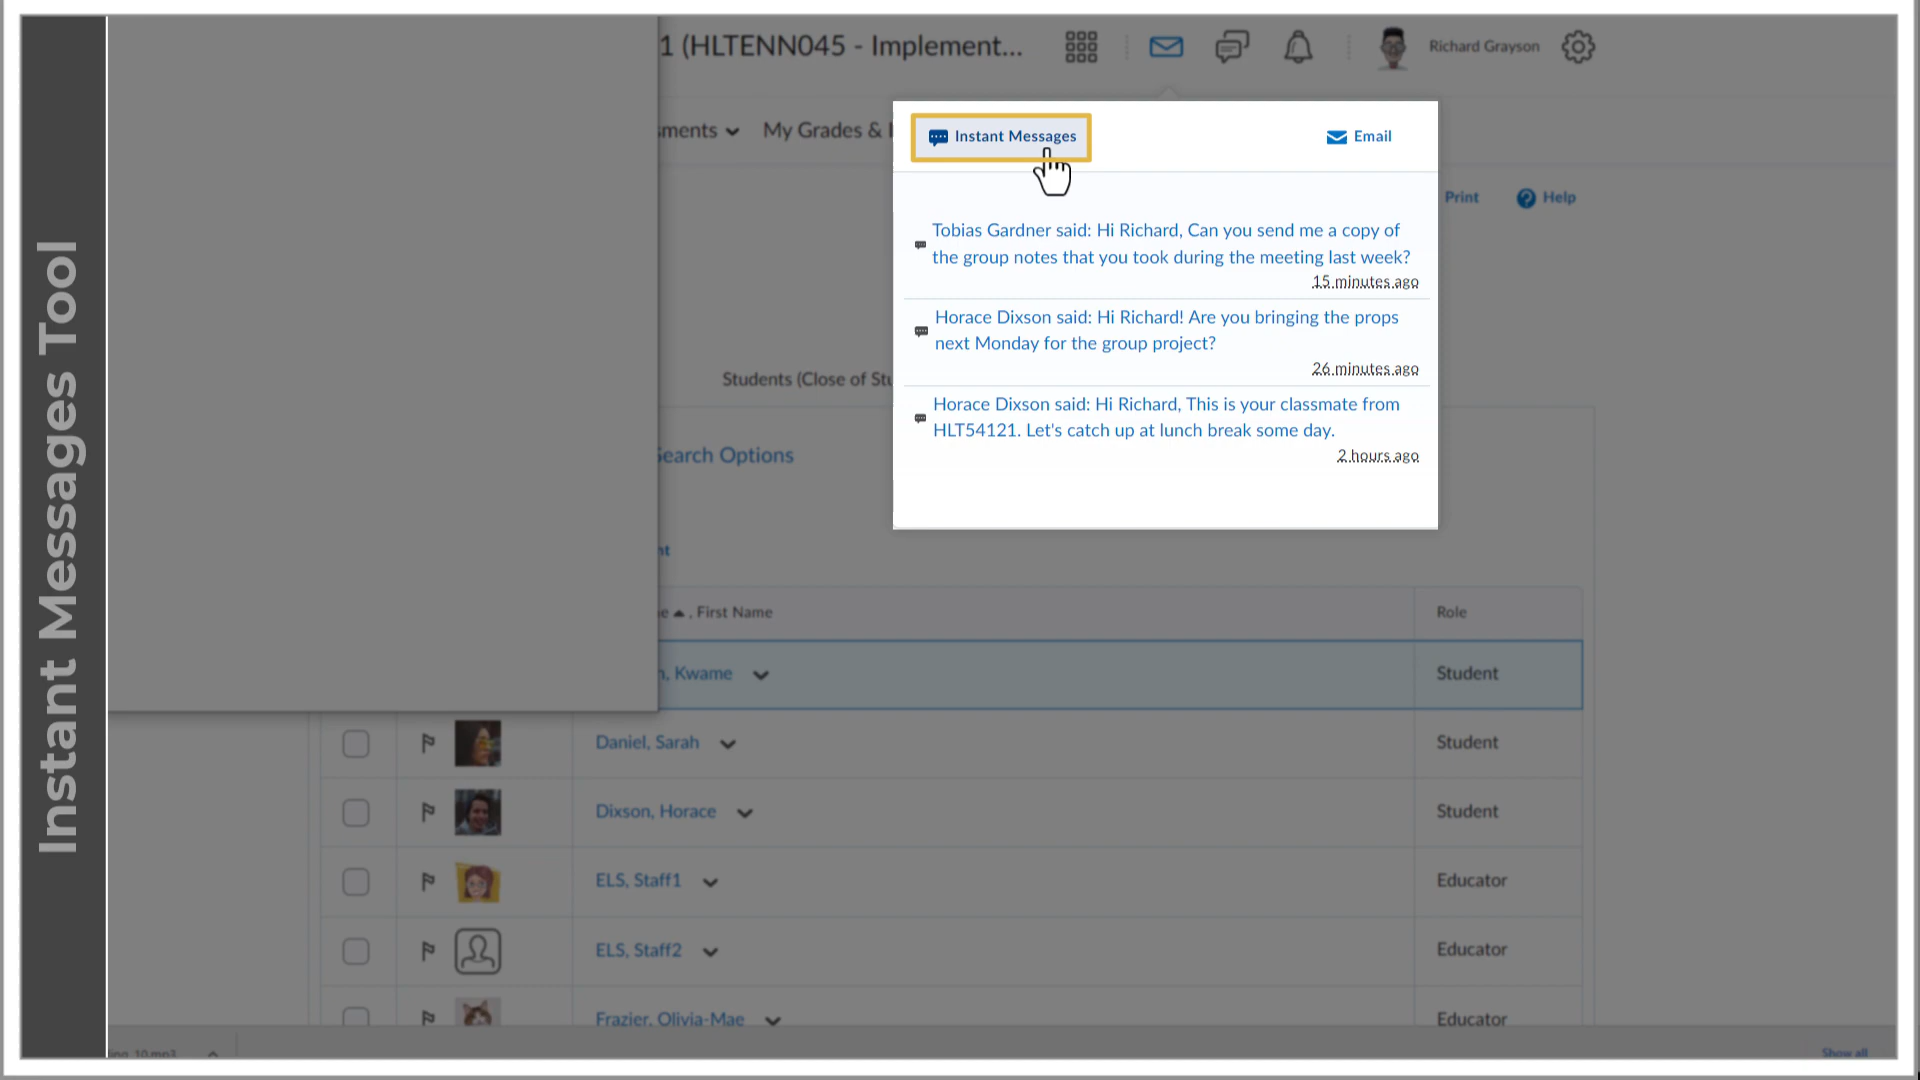 Instant Messages Tool
1 (HLTENN045 - Implement...
Richard Grayson
My Grades &
Instant Messages
Email
Print
Help
Tobias Gardner said: Hi Richard, Can you send me a copy of
the group notes that you took during the meeting last week?
15 minutes ago
Horace Dixson said: Hi Richard! Are you bringing the props
next Monday for the group project?
26 minutes ago
Students (Close of
Horace Dixson said: Hi Richard, This is your classmate from
HLT54121. Let's catch up at lunch break some day.
2 hours ago
Search Options
First Name
Role
Kwame
Student
Daniel, Sarah
Student
Dixson, Horace
Student
ELS, Staff1
Educator
ELS, Staff2
Educator
Frazier, Olivia-Mae
Educator
Show all